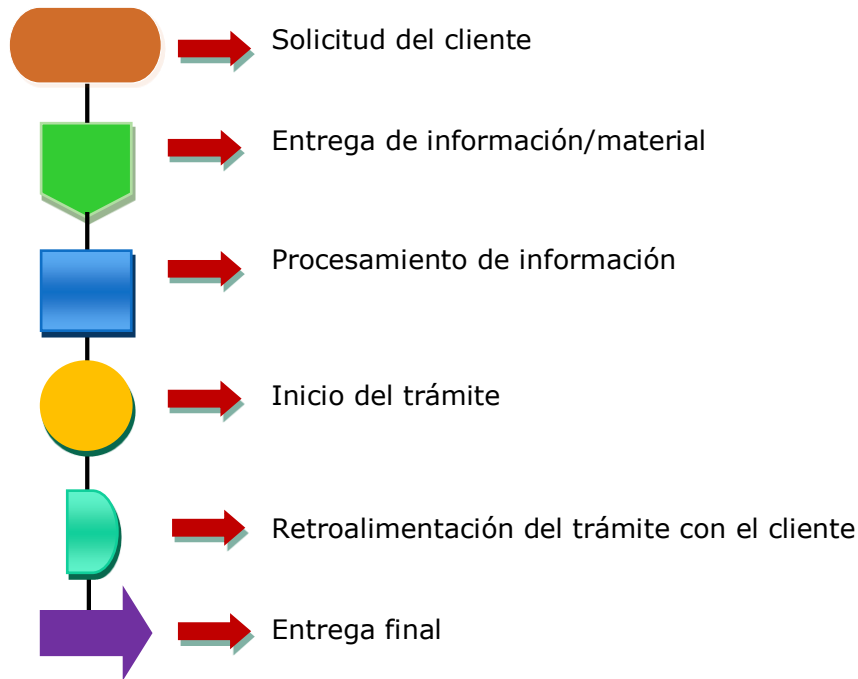 Solicitud del cliente
Entrega de información/material
Procesamiento de información
Inicio del trámite
Retroalimentación del trámite con el cliente
Entrega final